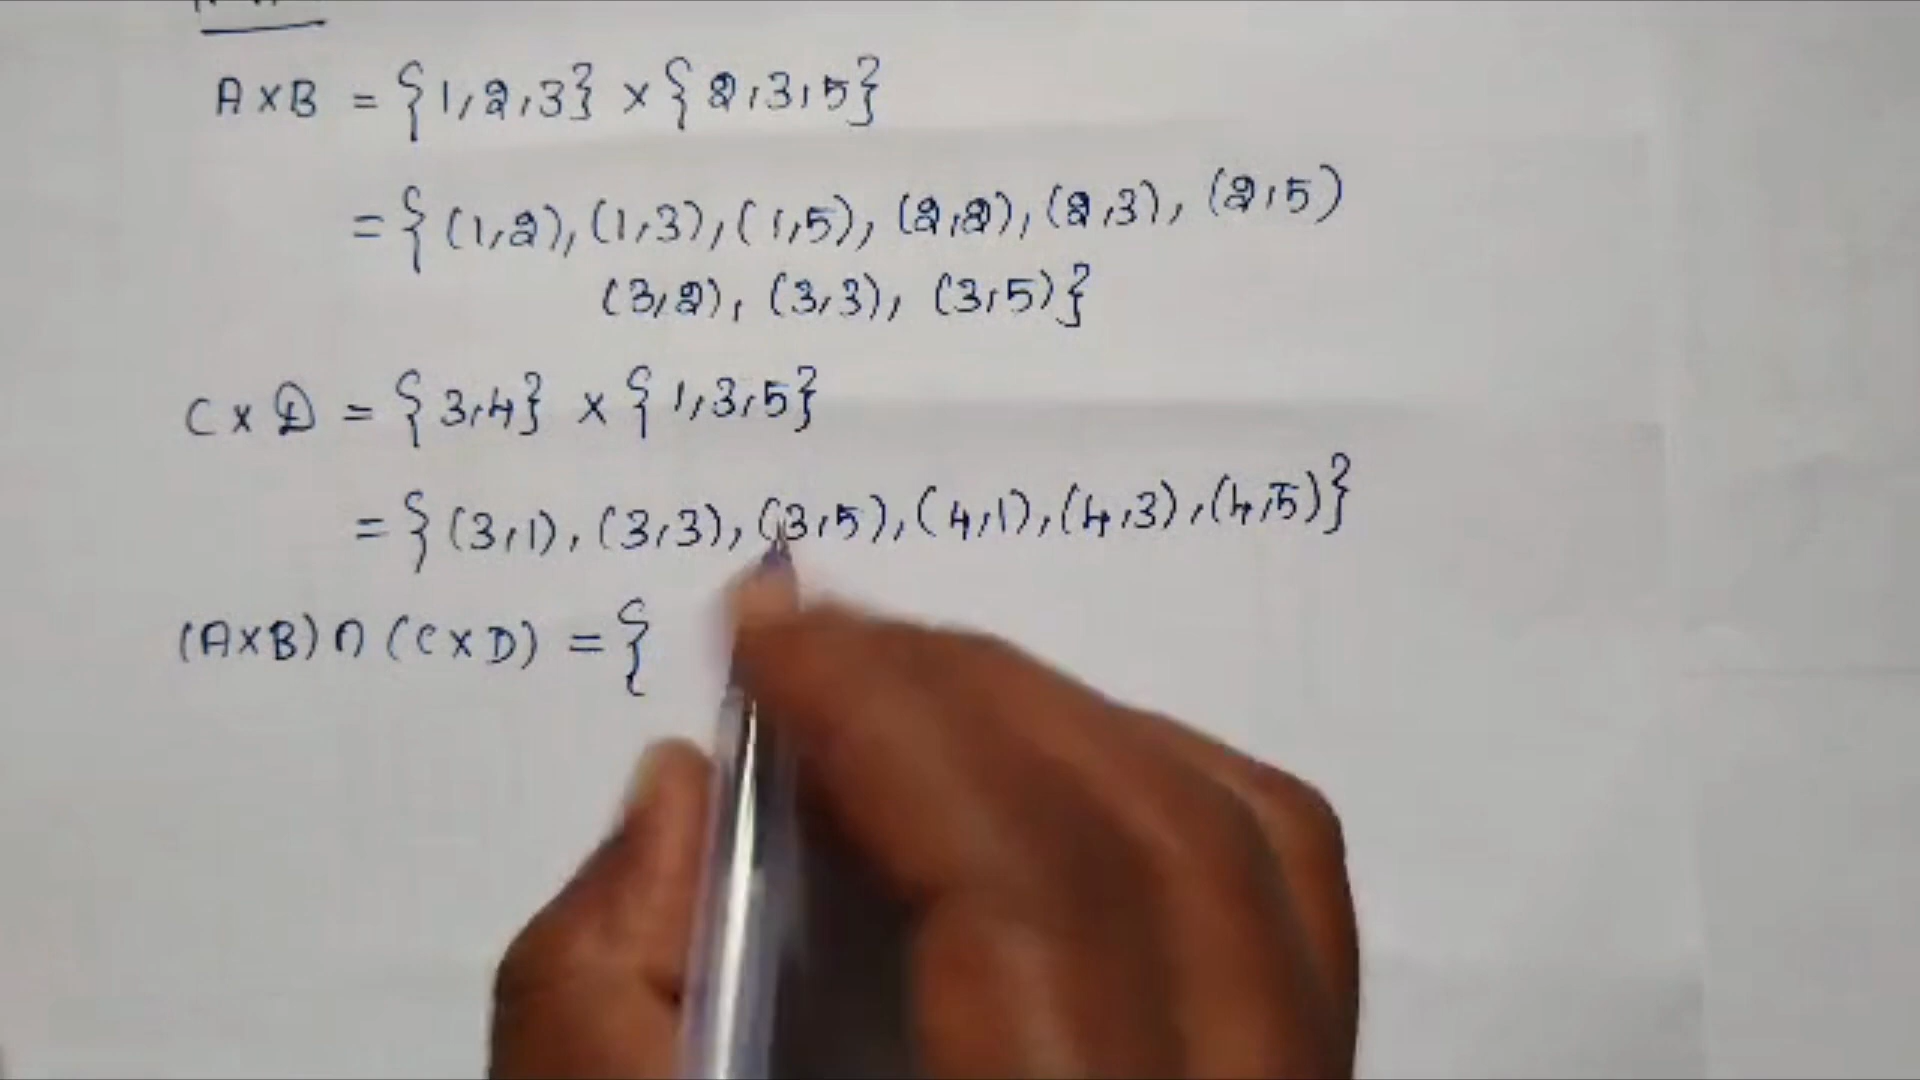 A×B = {1,2,3} × {2,3,5}
= {(1,2), (1,3), (1,5), (2,2), (2,3), (2,5)
(3,2), (3,3), (3,5)}
C × D = {3,4} × {1,3,5}
= {(3,1), (3,3), (3,5), (4,1), (4,3), (4,5)}
(A×B) ∩ (C×D) = {